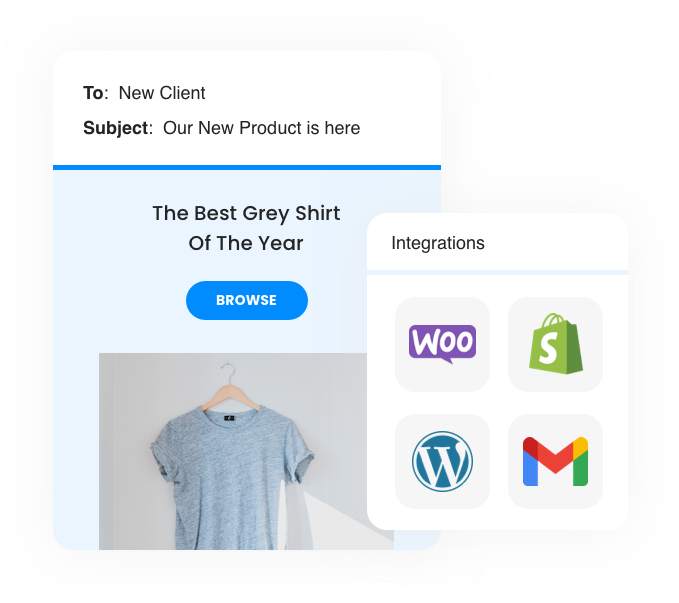 To: New Client
Subject: Our New Product is here
The Best Grey Shirt
Of The Year
BROWSE
Integrations
WOO
S
W
M